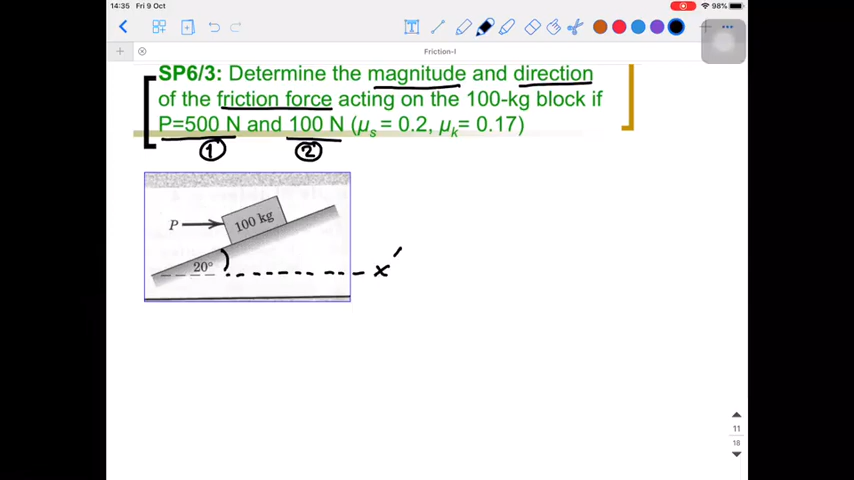 14:35 Fri 9 Oct
98%
Friction-I
SP6/3: Determine the magnitude and direction
of the friction force acting on the 100-kg block if
P=500 N and 100 N (μs = 0.2, μk= 0.17)
1 2
P
100 kg
20°
x'
11
18